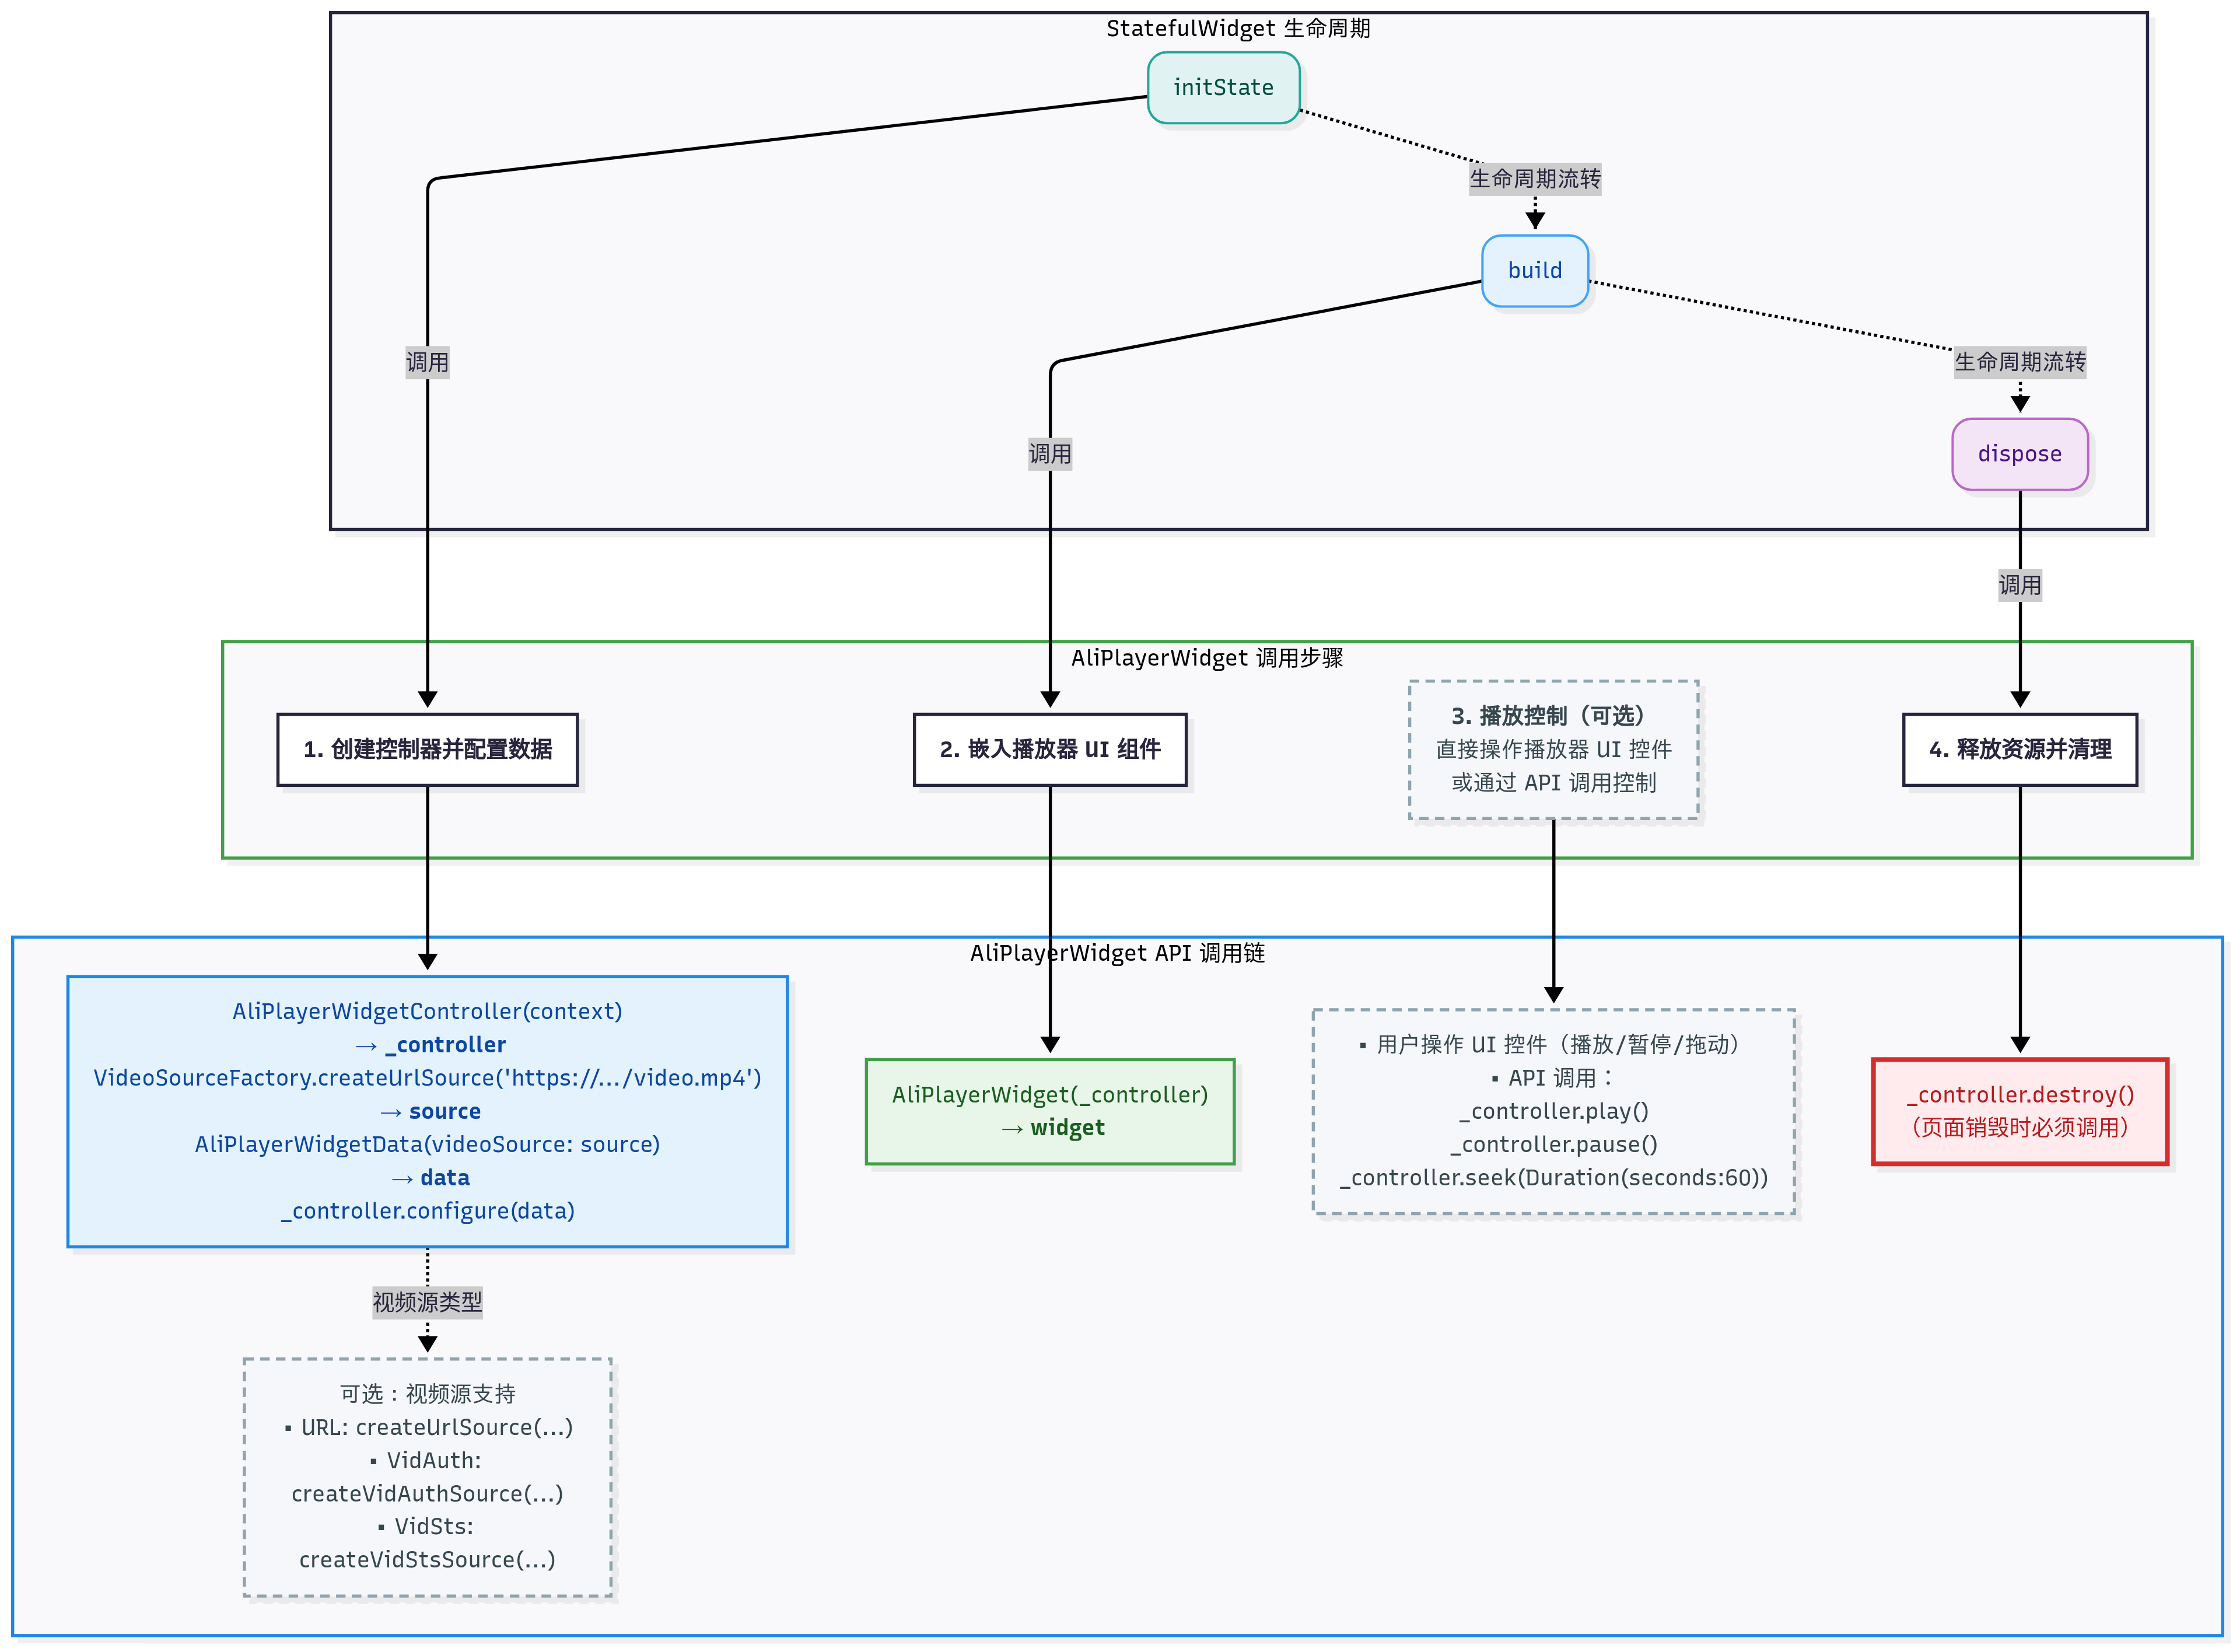 StatefulWidget 生命周期
initState
生命周期流转
build
调用
生命周期流转
调用
dispose
调用
AliPlayerWidget 调用步骤
1. 创建控制器并配置数据
2. 嵌入播放器 UI 组件
3. 播放控制（可选）
直接操作播放器 UI 控件
或通过 API 调用控制
4. 释放资源并清理
AliPlayerWidget API 调用链
AliPlayerWidgetController(context)
→ _controller
VideoSourceFactory.createUrlSource('https://.../video.mp4')
→ source
AliPlayerWidgetData(videoSource: source)
→ data
_controller.configure(data)
AliPlayerWidget(_controller)
→ widget
▪ 用户操作 UI 控件（播放/暂停/拖动）
▪ API 调用：
_controller.play()
_controller.pause()
_controller.seek(Duration(seconds:60))
_controller.destroy()
（页面销毁时必须调用）
视频源类型
可选：视频源支持
▪ URL: createUrlSource(...)
▪ VidAuth:
createVidAuthSource(...)
▪ VidSts:
createVidStsSource(...)